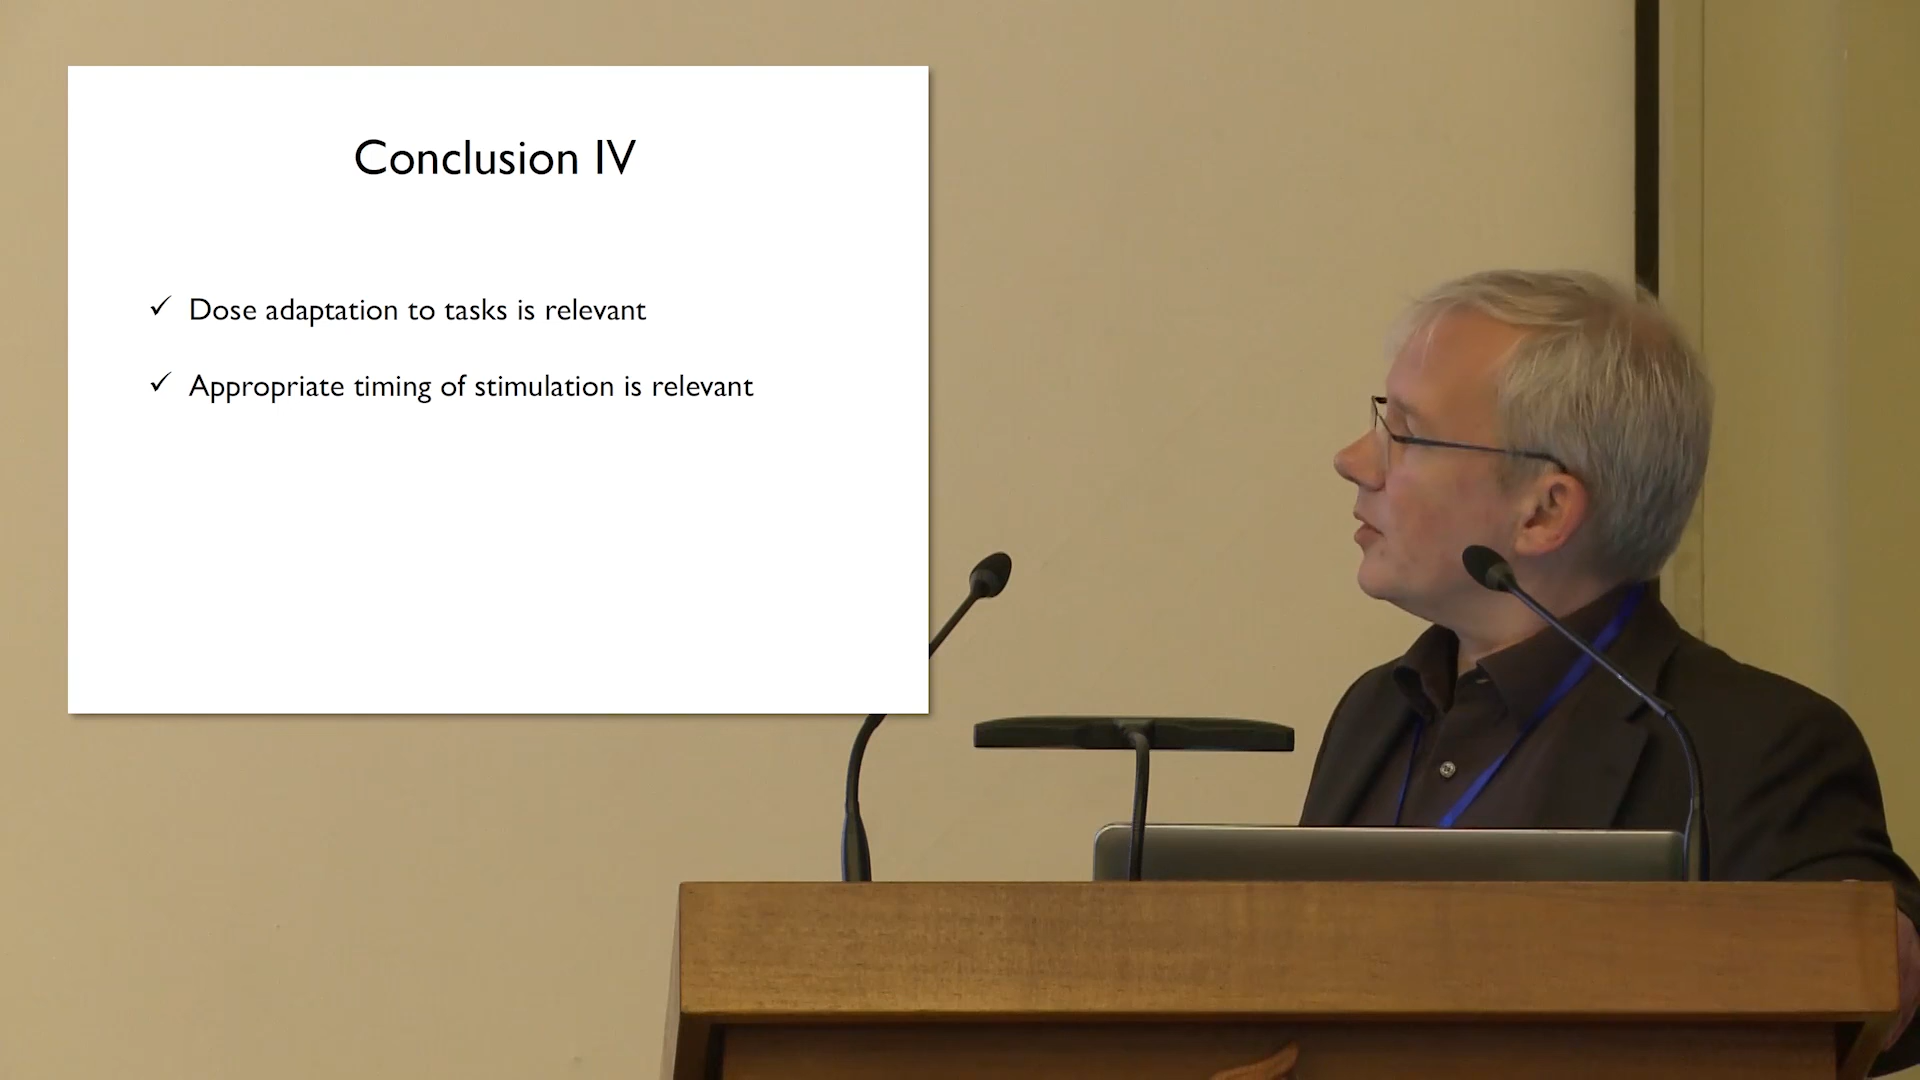 Conclusion IV
✓ Dose adaptation to tasks is relevant
✓ Appropriate timing of stimulation is relevant